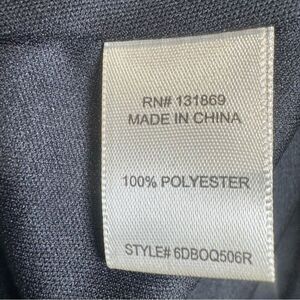 RN# 131869
MADE IN CHINA
100% POLYESTER
STYLE# 6DBOQ506R